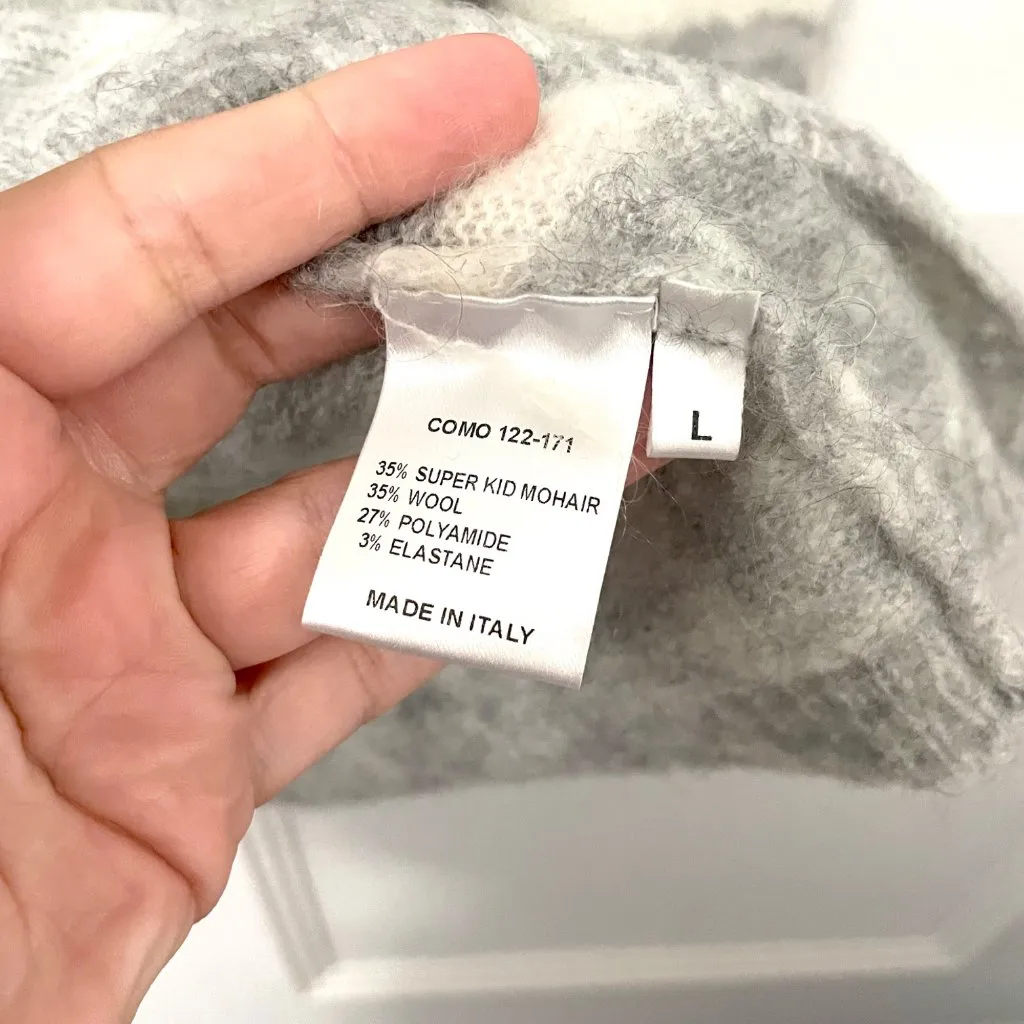 COMO 122-171
35% SUPER KID MOHAIR
35% WOOL
27% POLYAMIDE
3% ELASTANE
MADE IN ITALY
L